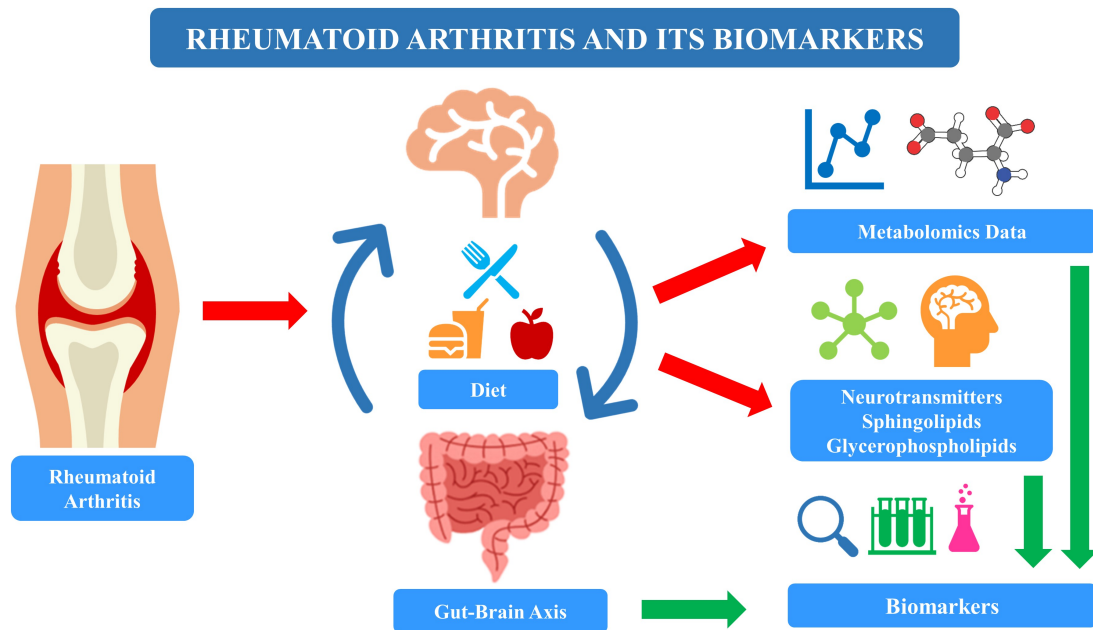 RHEUMATOID ARTHRITIS AND ITS BIOMARKERS
Rheumatoid
Arthritis
Diet
Gut-Brain Axis
Metabolomics Data
Neurotransmitters
Sphingolipids
Glycerophospholipids
Biomarkers